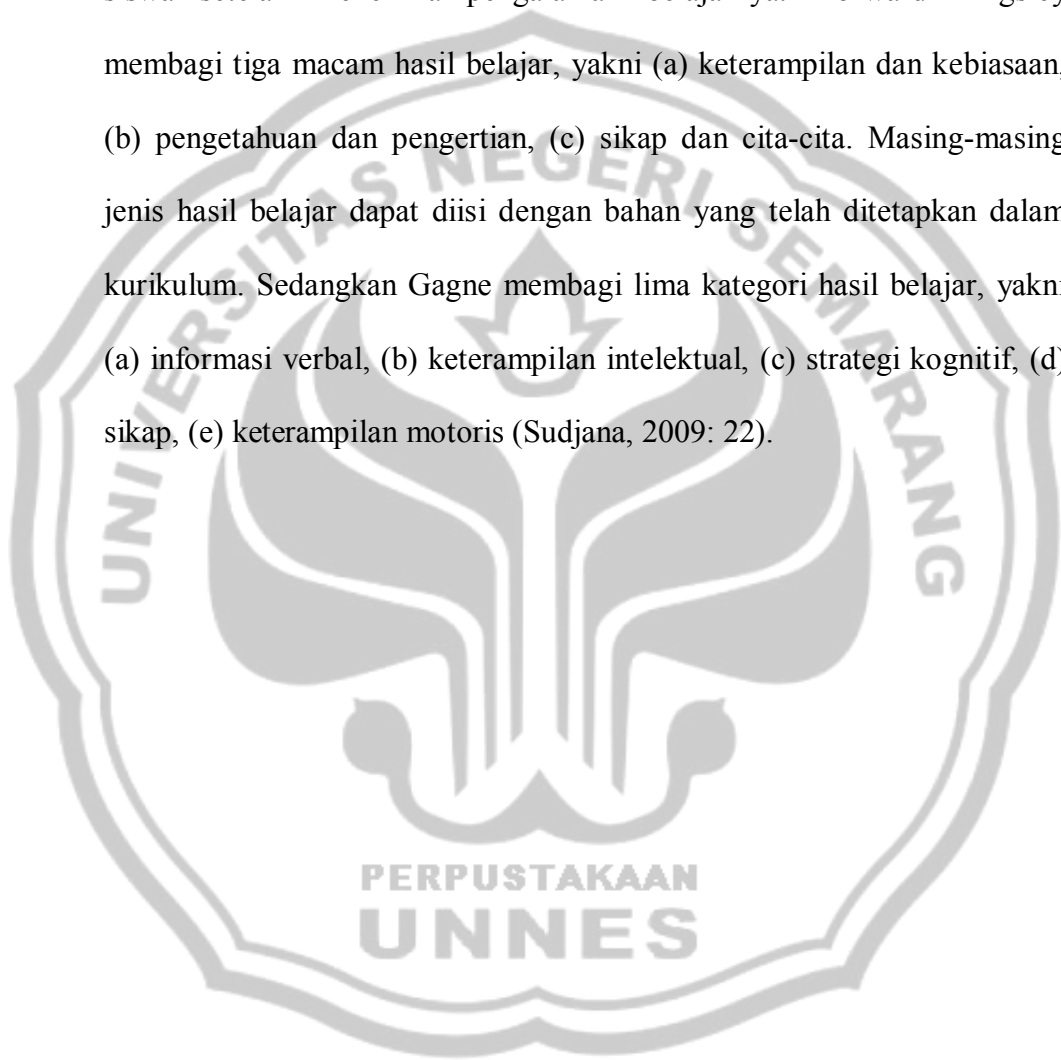 membagi tiga macam hasil belajar, yakni (a) keterampilan dan kebiasaan,
(b) pengetahuan dan pengertian, (c) sikap dan cita-cita. Masing-masing
jenis hasil belajar dapat diisi dengan bahan yang telah ditetapkan dalam
kurikulum. Sedangkan Gagne membagi lima kategori hasil belajar, yakni
(a) informasi verbal, (b) keterampilan intelektual, (c) strategi kognitif, (d)
sikap, (e) keterampilan motoris (Sudjana, 2009: 22).
UNIVERSITAS NEGERI SEMARANG
PERPUSTAKAAN
UNNES